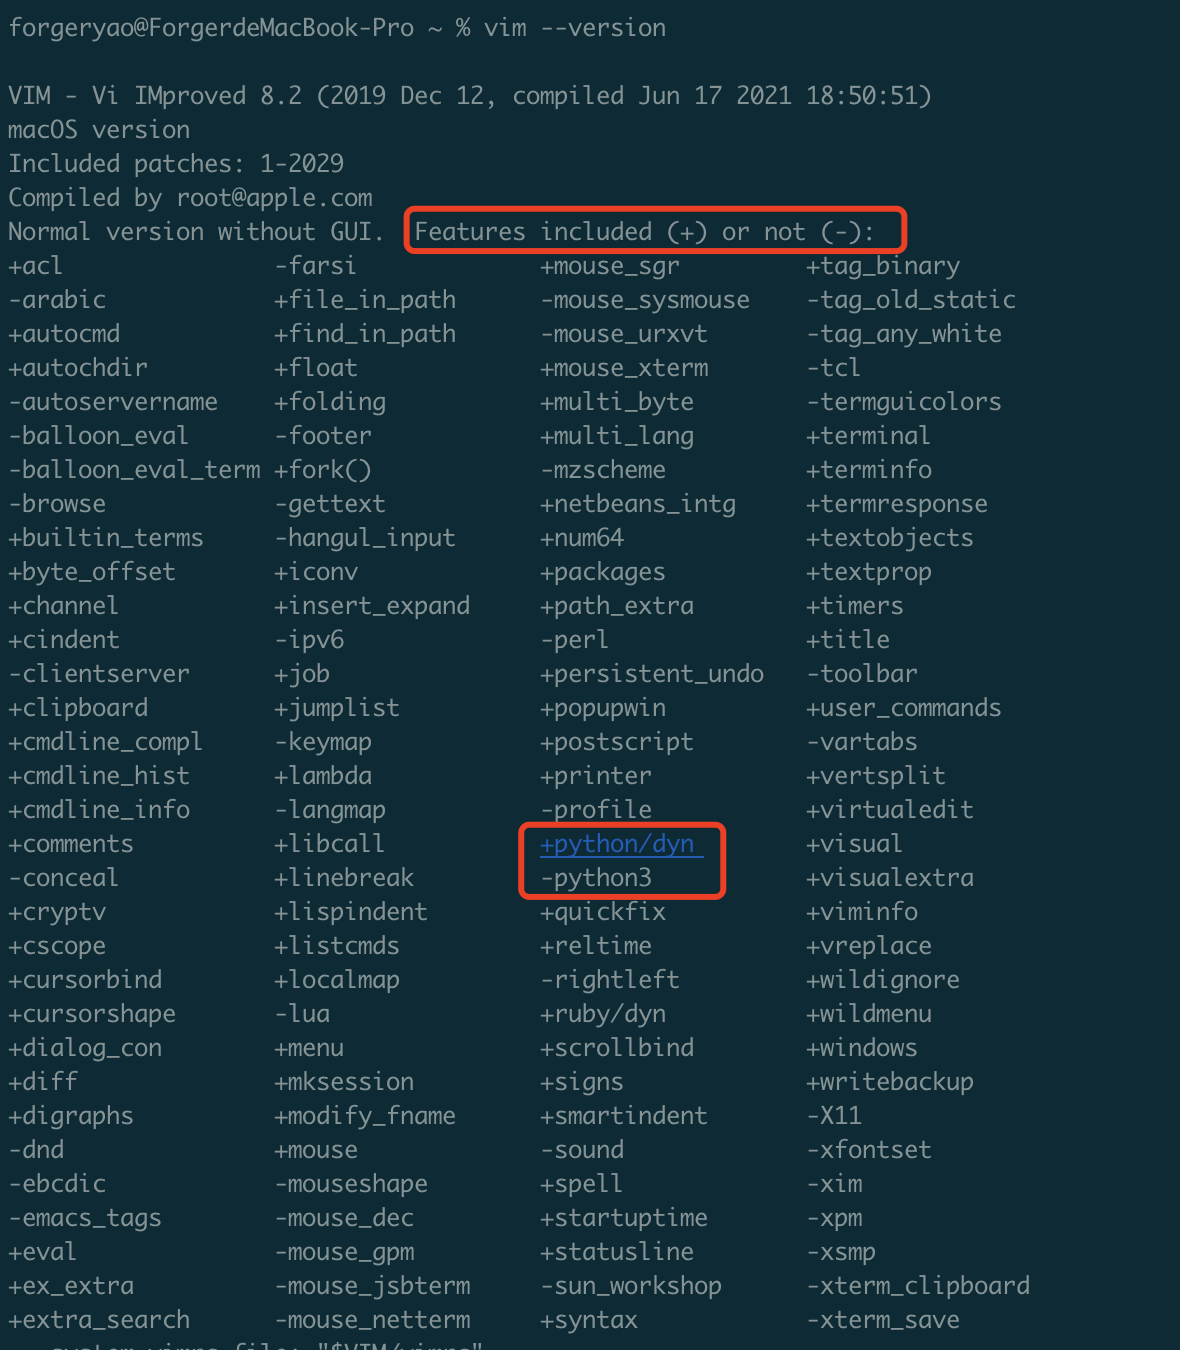 forgeryao@ForgerdeMacBook-Pro ~ % vim --version
VIM - Vi IMproved 8.2 (2019 Dec 12, compiled Jun 17 2021 18:50:51)
macOS version
Included patches: 1-2029
Compiled by root@apple.com
Normal version without GUI.  Features included (+) or not (-):
+acl               -farsi             +mouse_sgr         +tag_binary
-arabic            +file_in_path      -mouse_sysmouse    -tag_old_static
+autocmd           +find_in_path      -mouse_urxvt       -tag_any_white
+autochdir         +float             +mouse_xterm       -tcl
-autoservername    +folding           +multi_byte        -termguicolors
-balloon_eval      -footer            +multi_lang        +terminal
-balloon_eval_term +fork()            -mzscheme          +terminfo
-browse            -gettext           +netbeans_intg     +termresponse
+builtin_terms     -hangul_input      +num64             +textobjects
+byte_offset       +iconv             +packages          +textprop
+channel           +insert_expand     +path_extra        +timers
+cindent           -ipv6              -perl              +title
-clientserver      +job               +persistent_undo   -toolbar
+clipboard         +jumplist          +popupwin          +user_commands
+cmdline_compl     -keymap            +postscript        -vartabs
+cmdline_hist      +lambda            +printer           +vertsplit
+cmdline_info      -langmap           -profile           +virtualedit
+comments          +libcall           +python/dyn        +visual
-conceal           +linebreak         -python3           +visualextra
+cryptv            +lispindent        +quickfix          +viminfo
+cscope            +listcmds          +reltime           +vreplace
+cursorbind        +localmap          -rightleft         +wildignore
+cursorshape       -lua               +ruby/dyn          +wildmenu
+dialog_con        +menu              +scrollbind        +windows
+diff              +mksession         +signs             +writebackup
+digraphs          +modify_fname      +smartindent       -X11
-dnd               +mouse             -sound             -xfontset
-ebcdic            -mouseshape        +spell             -xim
-emacs_tags        -mouse_dec         +startuptime       -xpm
+eval              -mouse_gpm         +statusline        -xsmp
+ex_extra          -mouse_jsbterm     -sun_workshop      -xterm_clipboard
+extra_search      -mouse_netterm     +syntax            -xterm_save
system vimrc file: "$VIM/vimrc"